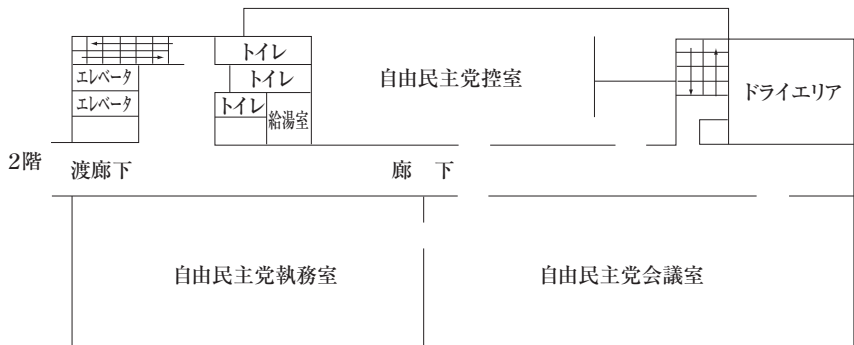 トイレ
エレベータ
トイレ
自由民主党控室
ドライエリア
エレベータ
トイレ
給湯室
2階
渡廊下
廊 下
自由民主党執務室
自由民主党会議室